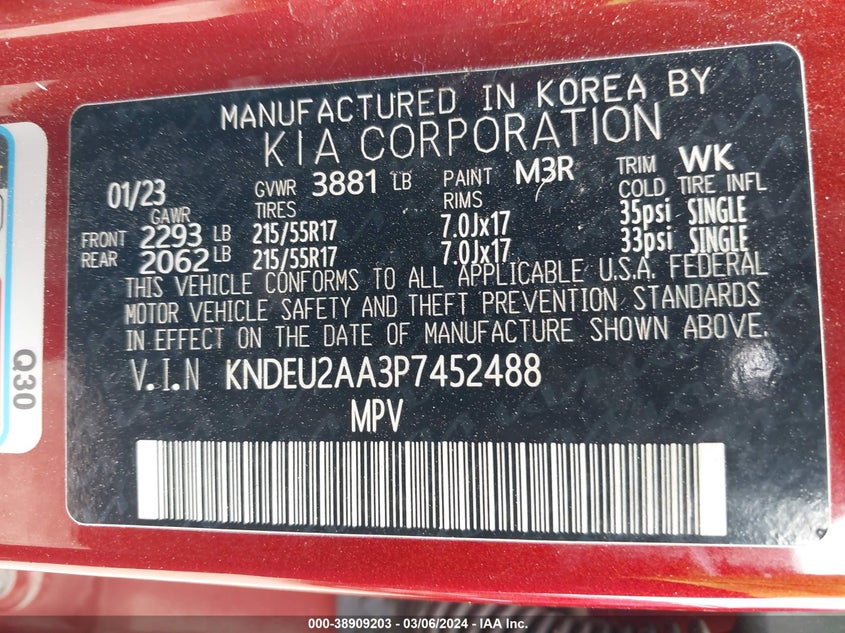 MANUFACTURED IN KOREA BY
KIA CORPORATION
01/23 GVWR 3881 LB PAINT M3R TRIM WK
GAWR TIRES RIMS COLD TIRE INFL
FRONT 2293 LB 215/55R17 7.0Jx17 35psi SINGLE
REAR 2062 LB 215/55R17 7.0Jx17 33psi SINGLE
THIS VEHICLE CONFORMS TO ALL APPLICABLE U.S.A. FEDERAL
MOTOR VEHICLE SAFETY AND THEFT PREVENTION STANDARDS
IN EFFECT ON THE DATE OF MANUFACTURE SHOWN ABOVE.
V.I.N KNDEU2AA3P7452488
MPV
Q30
000-38909203 - 03/06/2024 - IAA Inc.